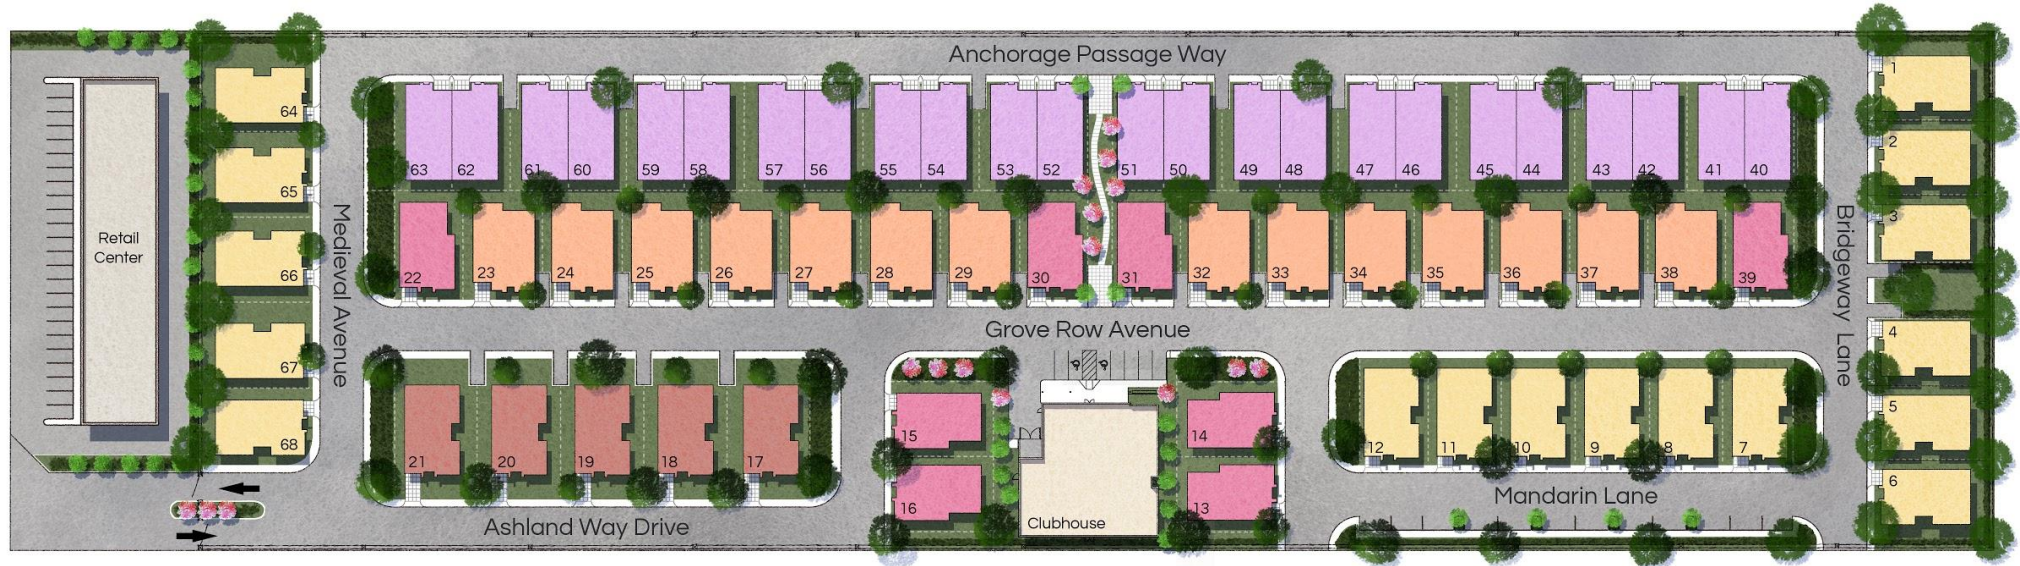 Anchorage Passage Way
1
64
63 62 61 60 59 58 57 56 55 54 53 52 51 50 49 48 47 46 45 44 43 42 41 40
2
65
Medieval Avenue
Bridgeway Lane
3
Retail
Center
66
22 23 24 25 26 27 28 29 30 31 32 33 34 35 36 37 38 39
Grove Row Avenue
4
67
5
68
15
14
12 11 10 9 8 7
21 20 19 18 17
6
16
13
Clubhouse
Mandarin Lane
Ashland Way Drive